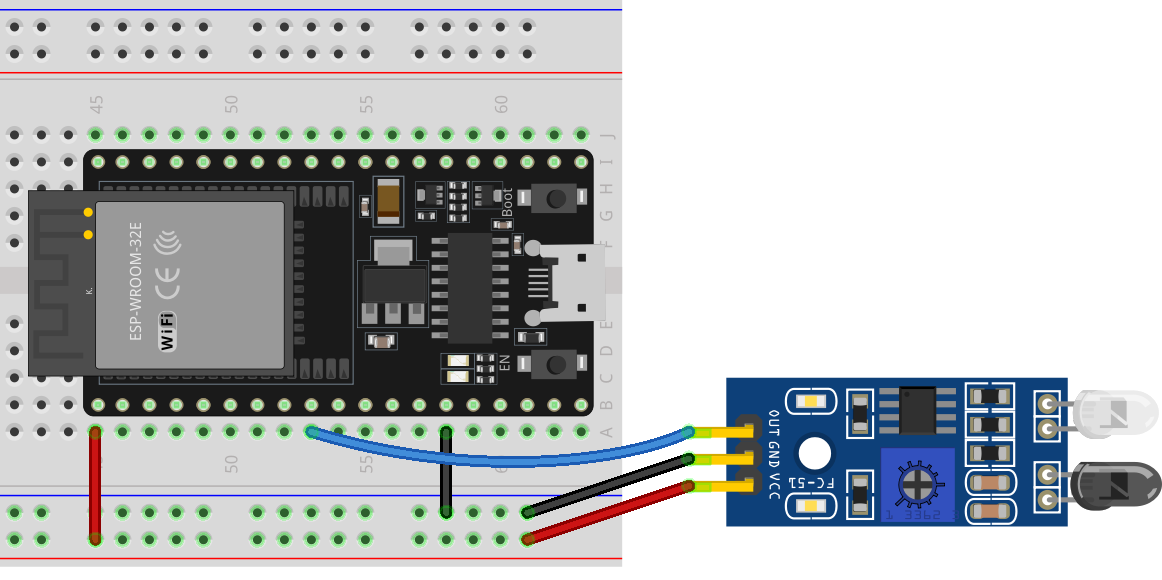 45 50 55 60
J
I
H
G
F
Boot
ESP-WROOM-32E
CE
WiFi
K.
E
D
C
B
A
EN
50 55 60
OUT GND VCC
FC-51
3362